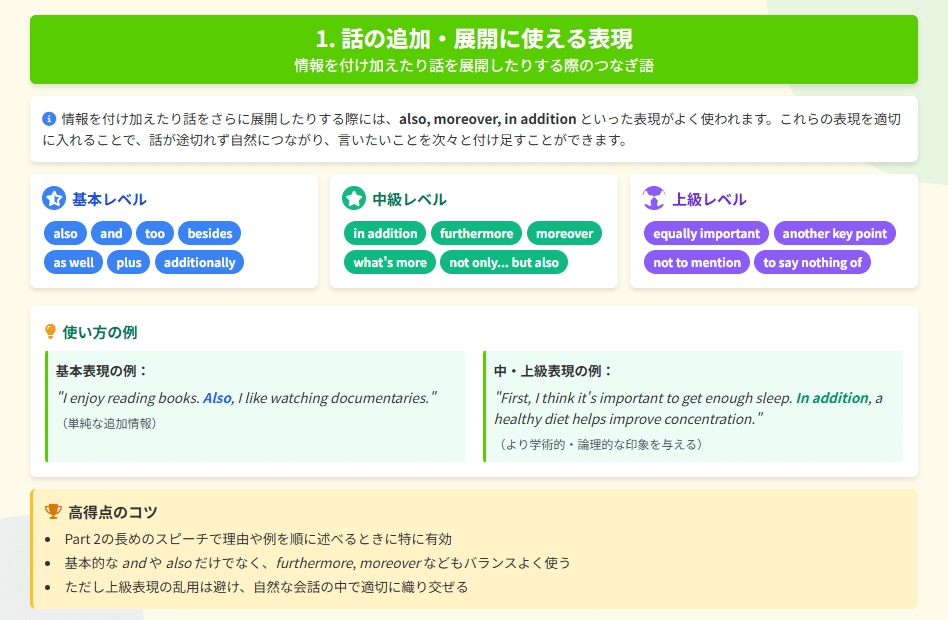 1. 話の追加・展開に使える表現
情報を付け加えたり話を展開したりする際のつなぎ語
情報を付け加えたり話をさらに展開したりする際には、also, moreover, in addition といった表現がよく使われます。これらの表現を適切
に入れることで、話が途切れず自然につながり、言いたいことを次々と付け足すことができます。
基本レベル
also and too besides
as well plus additionally
中級レベル
in addition furthermore moreover
what's more not only... but also
上級レベル
equally important another key point
not to mention to say nothing of
使い方の例
基本表現の例：
"I enjoy reading books. Also, I like watching documentaries."
（単純な追加情報）
中・上級表現の例：
"First, I think it's important to get enough sleep. In addition, a
healthy diet helps improve concentration."
（より学術的・論理的な印象を与える）
高得点のコツ
• Part 2の長めのスピーチで理由や例を順に述べるときに特に有効
• 基本的な and や also だけでなく、furthermore, moreover などもバランスよく使う
• ただし上級表現の乱用は避け、自然な会話の中で適切に織り交ぜる